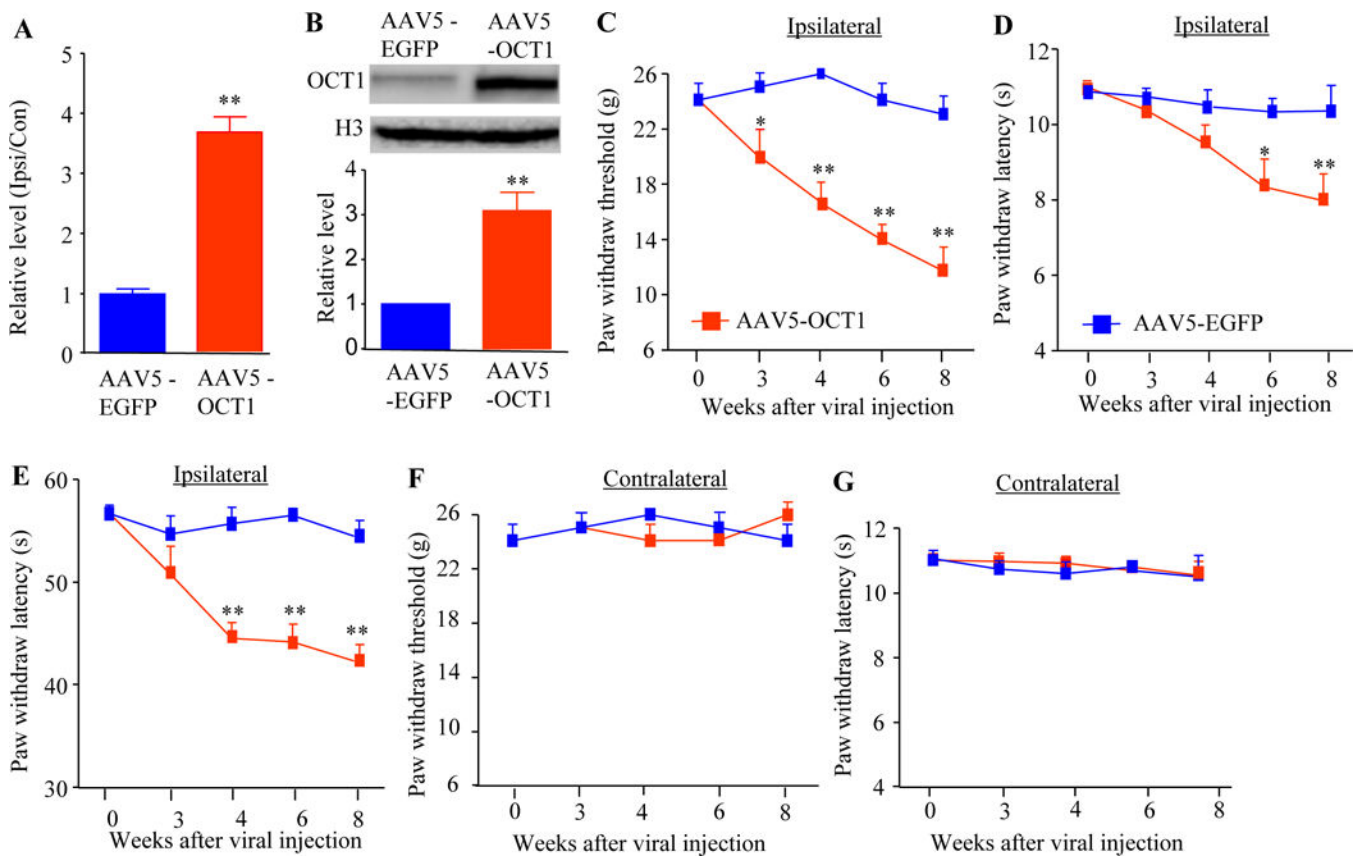 A
Relative level (Ipsi/Con)
5
4
3
2
1
0
**
AAV5 -
EGFP
AAV5 -
OCT1
B
AAV5 -
EGFP
AAV5
-OCT1
OCT1
H3
Relative level
4
3
1
0
**
AAV5
-EGFP
AAV5
-OCT1
C
Ipsilateral
Paw withdraw threshold (g)
26
22
18
14
10
6
*
**
**
**
AAV5-OCT1
0 3 4 6 8
Weeks after viral injection
D
Ipsilateral
Paw withdraw latency (s)
12
10
8
6
4
*
**
AAV5-EGFP
0 3 4 6 8
Weeks after viral injection
E
Ipsilateral
Paw withdraw latency (s)
60
50
40
30
**
**
**
0 3 4 6 8
Weeks after viral injection
F
Contralateral
Paw withdraw threshold (g)
26
22
18
14
10
6
0 3 4 6 8
Weeks after viral injection
G
Contralateral
Paw withdraw latency (s)
12
10
8
6
4
0 3 4 6 8
Weeks after viral injection